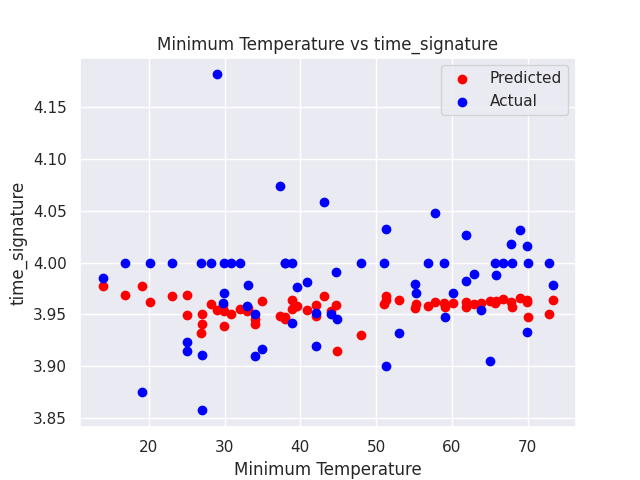 Minimum Temperature vs time_signature
Predicted
Actual
4.15
4.10
4.05
4.00
3.95
3.90
3.85
time_signature
20 30 40 50 60 70
Minimum Temperature